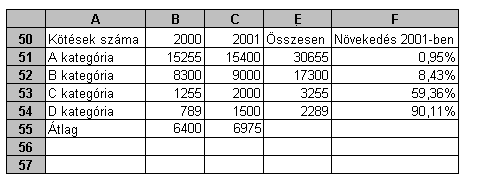 A B C E F
50 Kötések száma 2000 2001 Összesen Növekedés 2001-ben
51 A kategória 15255 15400 30655 0,95%
52 B kategória 8300 9000 17300 8,43%
53 C kategória 1255 2000 3255 59,36%
54 D kategória 789 1500 2289 90,11%
55 Átlag 6400 6975
56
57